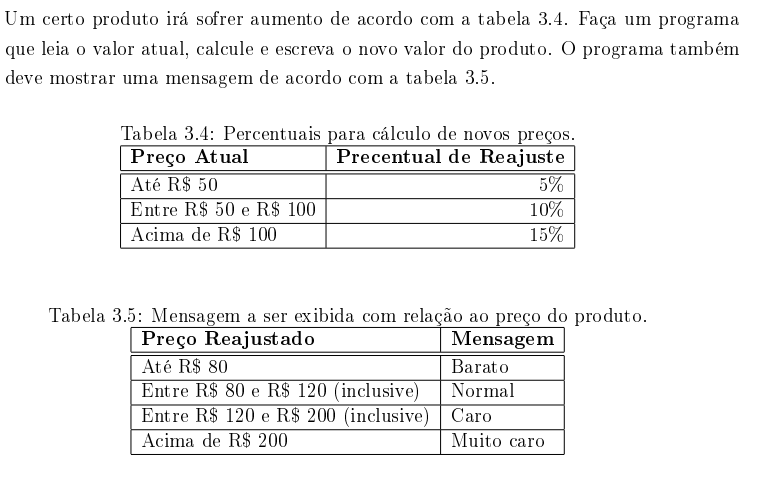 Um certo produto irá sofrer aumento de acordo com a tabela 3.4. Faça um programa
que leia o valor atual, calcule e escreva o novo valor do produto. O programa também
deve mostrar uma mensagem de acordo com a tabela 3.5.
Tabela 3.4: Percentuais para cálculo de novos preços.
Preço Atual Precentual de Reajuste
Até R$ 50 5%
Entre R$ 50 e R$ 100 10%
Acima de R$ 100 15%
Tabela 3.5: Mensagem a ser exibida com relação ao preço do produto.
Preço Reajustado Mensagem
Até R$ 80 Barato
Entre R$ 80 e R$ 120 (inclusive) Normal
Entre R$ 120 e R$ 200 (inclusive) Caro
Acima de R$ 200 Muito caro